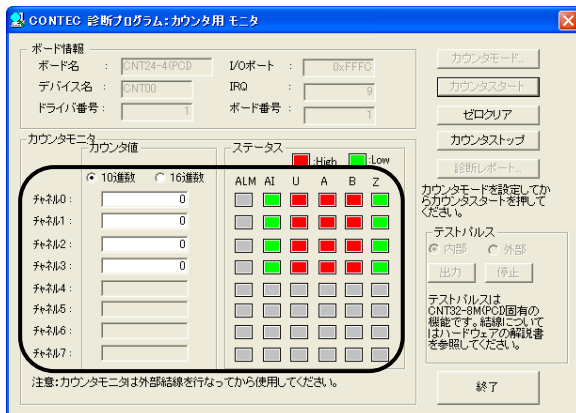 CONTEC 診断プログラム:カウンタ用 モニタ
ボード情報
ボード名 : CNT24-4(PCI) I/Oポート : 0xFFFC
デバイス名 : CNT00 IRQ : 9
ドライバ番号 : 1 ボード番号 : 1
カウンタモード...
カウンタスタート
ゼロクリア
カウンタストップ
診断レポート...
カウンタモニタ
カウンタ値
10進数 16進数
ステータス
:High :Low
ALM AI U A B Z
チャネル0 : 0
チャネル1 : 0
チャネル2 : 0
チャネル3 : 0
チャネル4 :
チャネル5 :
チャネル6 :
チャネル7 :
注意:カウンタモニタは外部結線を行なってから使用してください。
カウンタモードを設定してか
らカウンタスタートを押して
ください。
テストパルス
内部 外部
出力 停止
テストパルスは
CNT32-8M(PCI)固有の
機能です。結線について
はハードウェアの解説書
を参照してください。
終了